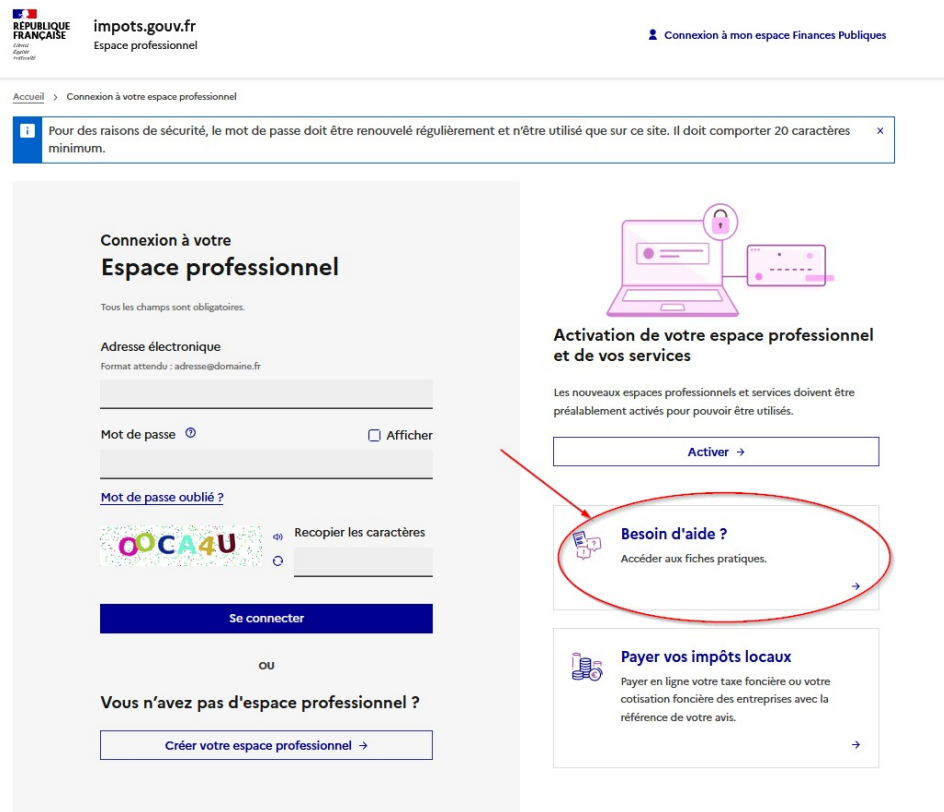 RÉPUBLIQUE
FRANÇAISE
Liberté
Égalité
Fraternité
impots.gouv.fr
Espace professionnel
Connexion à mon espace Finances Publiques
Accueil > Connexion à votre espace professionnel
Pour des raisons de sécurité, le mot de passe doit être renouvelé régulièrement et n'être utilisé que sur ce site. Il doit comporter 20 caractères
minimum.
Connexion à votre
Espace professionnel
Tous les champs sont obligatoires.
Adresse électronique
Format attendu : adresse@domaine.fr
Mot de passe
Afficher
Mot de passe oublié ?
OOCA4U
Recopier les caractères
Se connecter
OU
Vous n'avez pas d'espace professionnel ?
Créer votre espace professionnel →
Activation de votre espace professionnel
et de vos services
Les nouveaux espaces professionnels et services doivent être
préalablement activés pour pouvoir être utilisés.
Activer →
Besoin d'aide ?
Accéder aux fiches pratiques.
Payer vos impôts locaux
Payer en ligne votre taxe foncière ou votre
cotisation foncière des entreprises avec la
référence de votre avis.